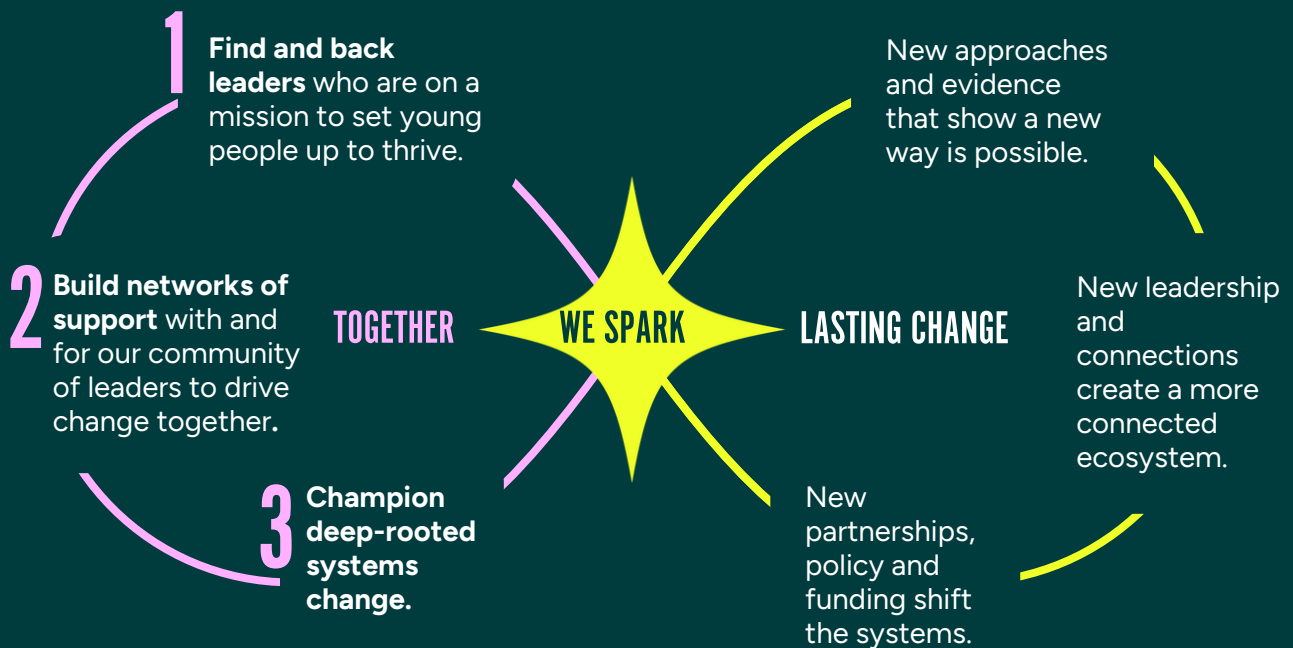 1
Find and back
leaders who are on a
mission to set young
people up to thrive.
2
Build networks of
support with and
for our community
of leaders to drive
change together.
3
Champion
deep-rooted
systems
change.
TOGETHER
WE SPARK
LASTING CHANGE
New approaches
and evidence
that show a new
way is possible.
New leadership
and
connections
create a more
connected
ecosystem.
New
partnerships,
policy and
funding shift
the systems.